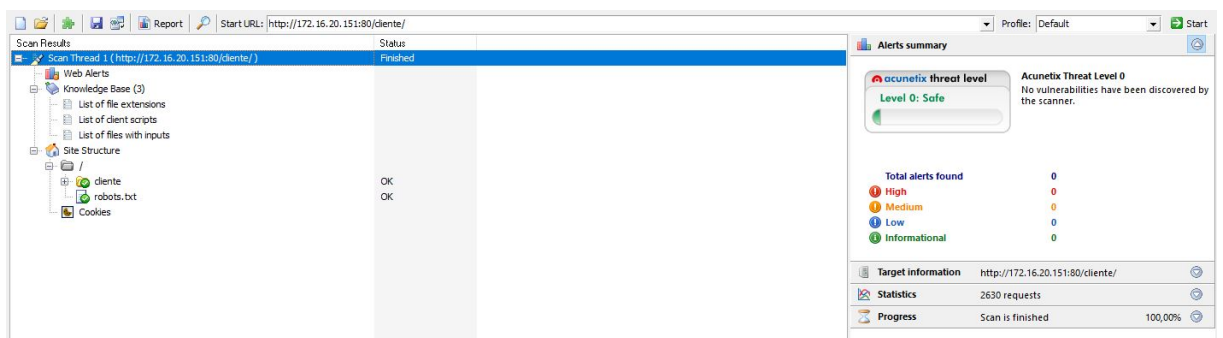 Report Start URL: http://172.16.20.151:80/cliente/ Profile: Default Start
Scan Results Status
Scan Thread 1 ( http://172.16.20.151:80/cliente/ ) Finished
Web Alerts
Knowledge Base (3)
List of file extensions
List of client scripts
List of files with inputs
Site Structure
/
cliente OK
robots.txt OK
Cookies
Alerts summary
acunetix threat level
Level 0: Safe
Acunetix Threat Level 0
No vulnerabilities have been discovered by
the scanner.
Total alerts found 0
High 0
Medium 0
Low 0
Informational 0
Target information http://172.16.20.151:80/cliente/
Statistics 2630 requests
Progress Scan is finished 100,00%